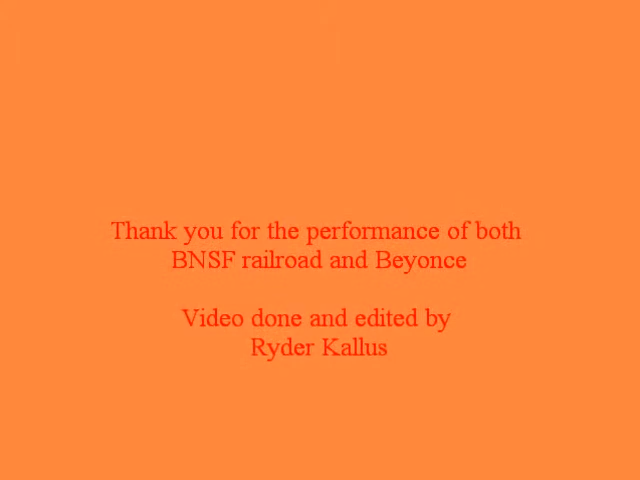 Thank you for the performance of both
BNSF railroad and Beyonce
Video done and edited by
Ryder Kallus